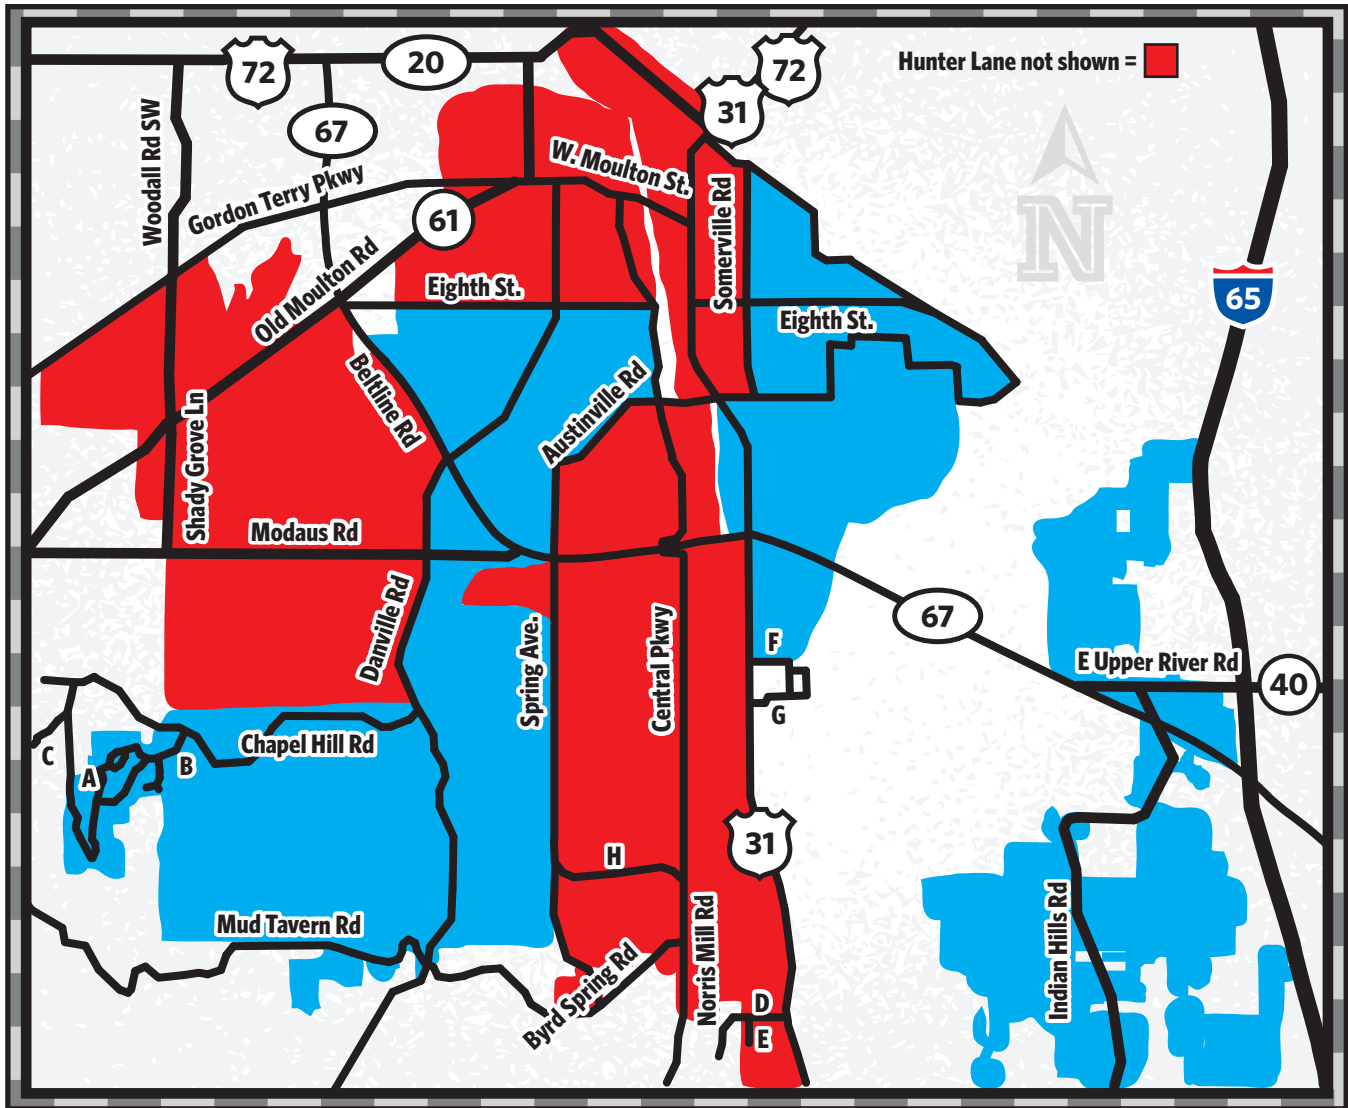 Hunter Lane not shown =
72
20
72
31
67
Woodall Rd SW
Gordon Terry Pkwy
W. Moulton St.
61
Somerville Rd
N
Old Moulton Rd
Eighth St.
Eighth St.
65
Beltline Rd
Austinville Rd
Shady Grove Ln
Modaus Rd
Danville Rd
Spring Ave.
Central Pkwy
67
F
E Upper River Rd
40
G
C
A
B
Chapel Hill Rd
31
H
Mud Tavern Rd
Norris Mill Rd
Indian Hills Rd
Byrd Spring Rd
D
E